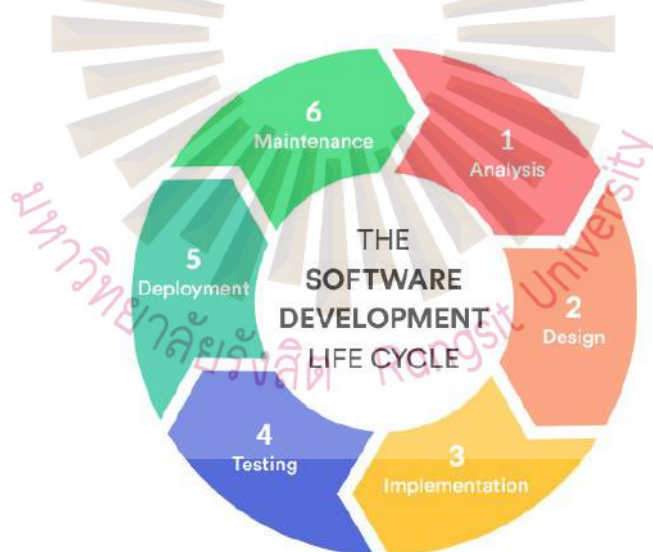 THE
SOFTWARE
DEVELOPMENT
LIFE CYCLE
1
Analysis
2
Design
3
Implementation
4
Testing
5
Deployment
6
Maintenance
มหาวิทยาลัยรังสิต Rangsit University